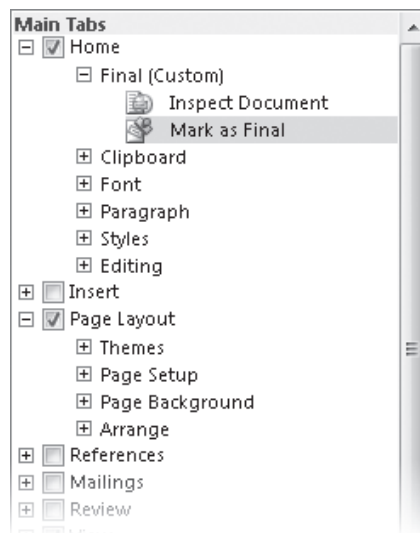 Main Tabs
Home
Final (Custom)
Inspect Document
Mark as Final
Clipboard
Font
Paragraph
Styles
Editing
Insert
Page Layout
Themes
Page Setup
Page Background
Arrange
References
Mailings
Review